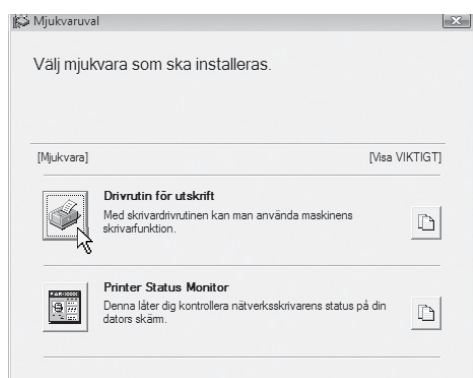 Mjukvaruval
Välj mjukvara som ska installeras.
[Mjukvara] [Visa VIKTIGT]
Drivrutin för utskrift
Med skrivardrivrutinen kan man använda maskinens
skrivarfunktion.
Printer Status Monitor
Denna låter dig kontrollera nätverksskrivarens status på din
dators skärm.